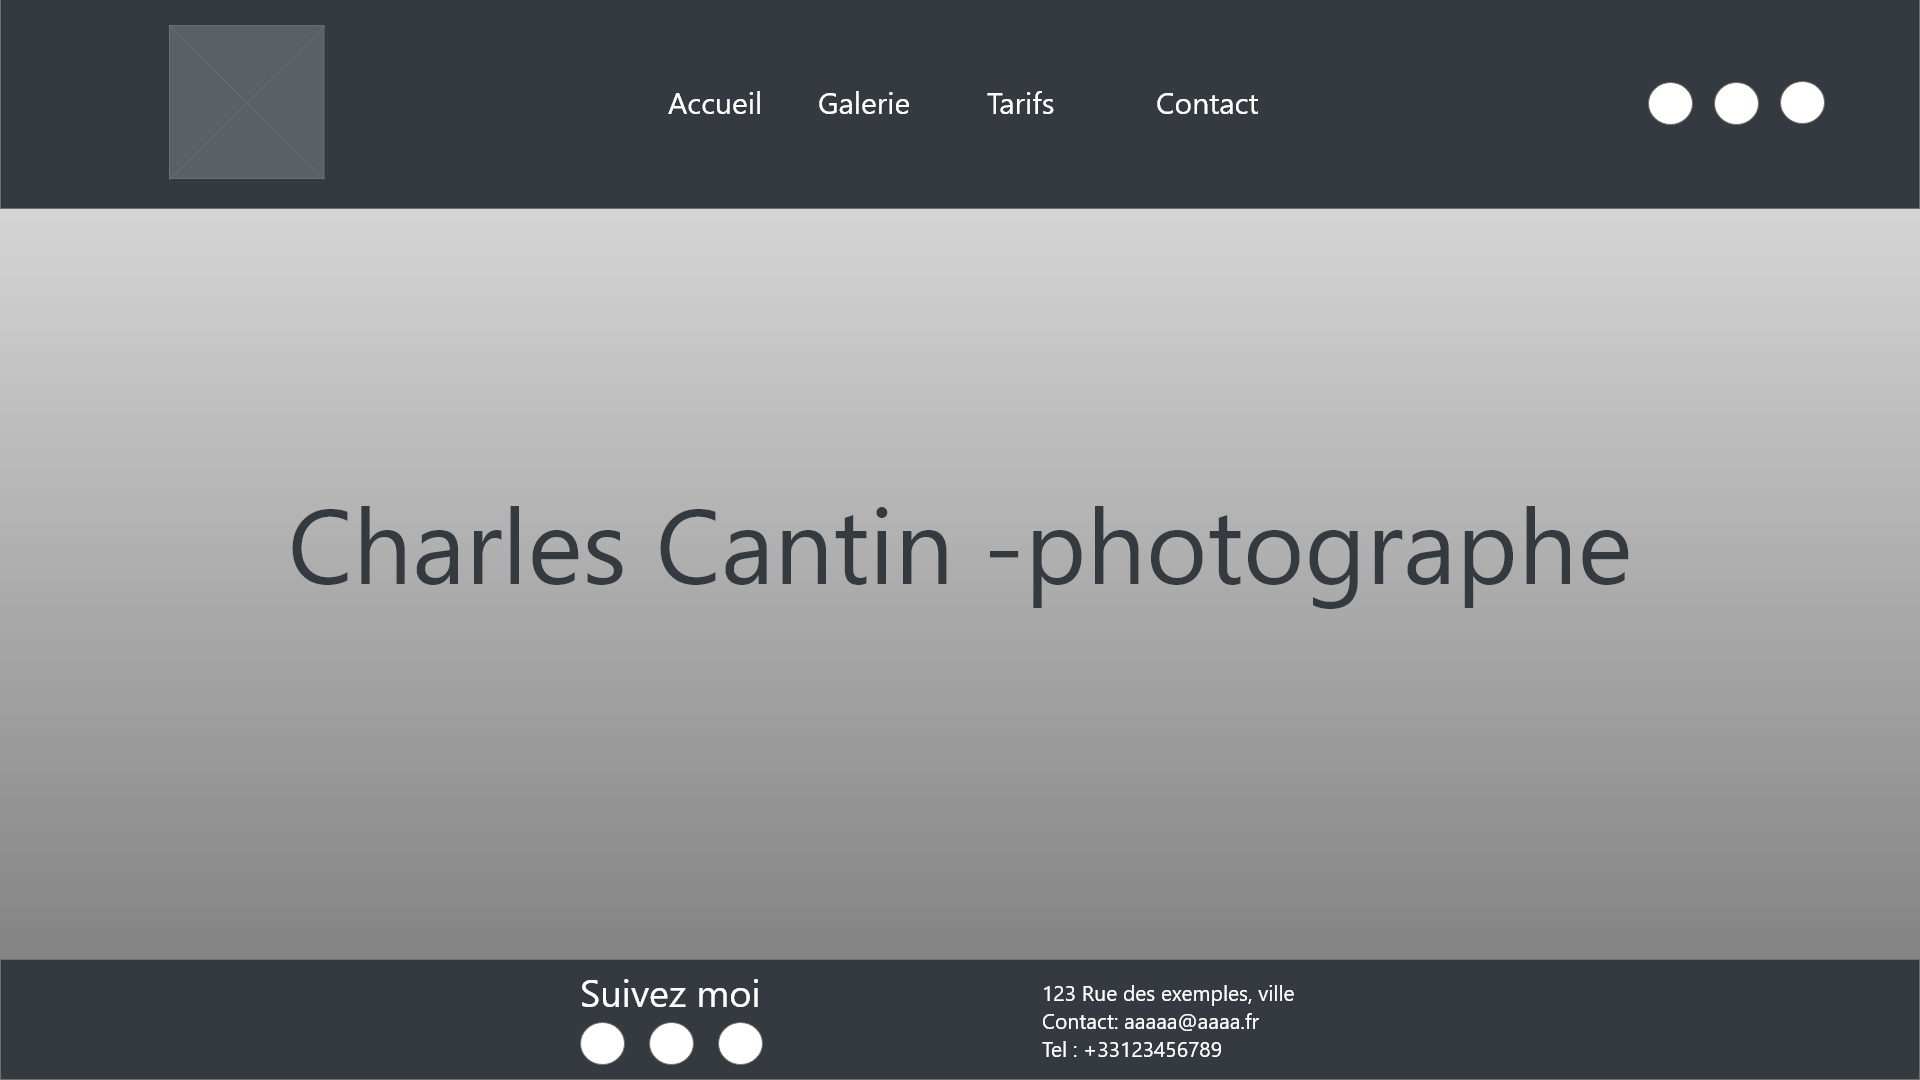 Accueil Galerie Tarifs Contact
Charles Cantin -photographe
Suivez moi
123 Rue des exemples, ville
Contact: aaaaa@aaaa.fr
Tel : +33123456789